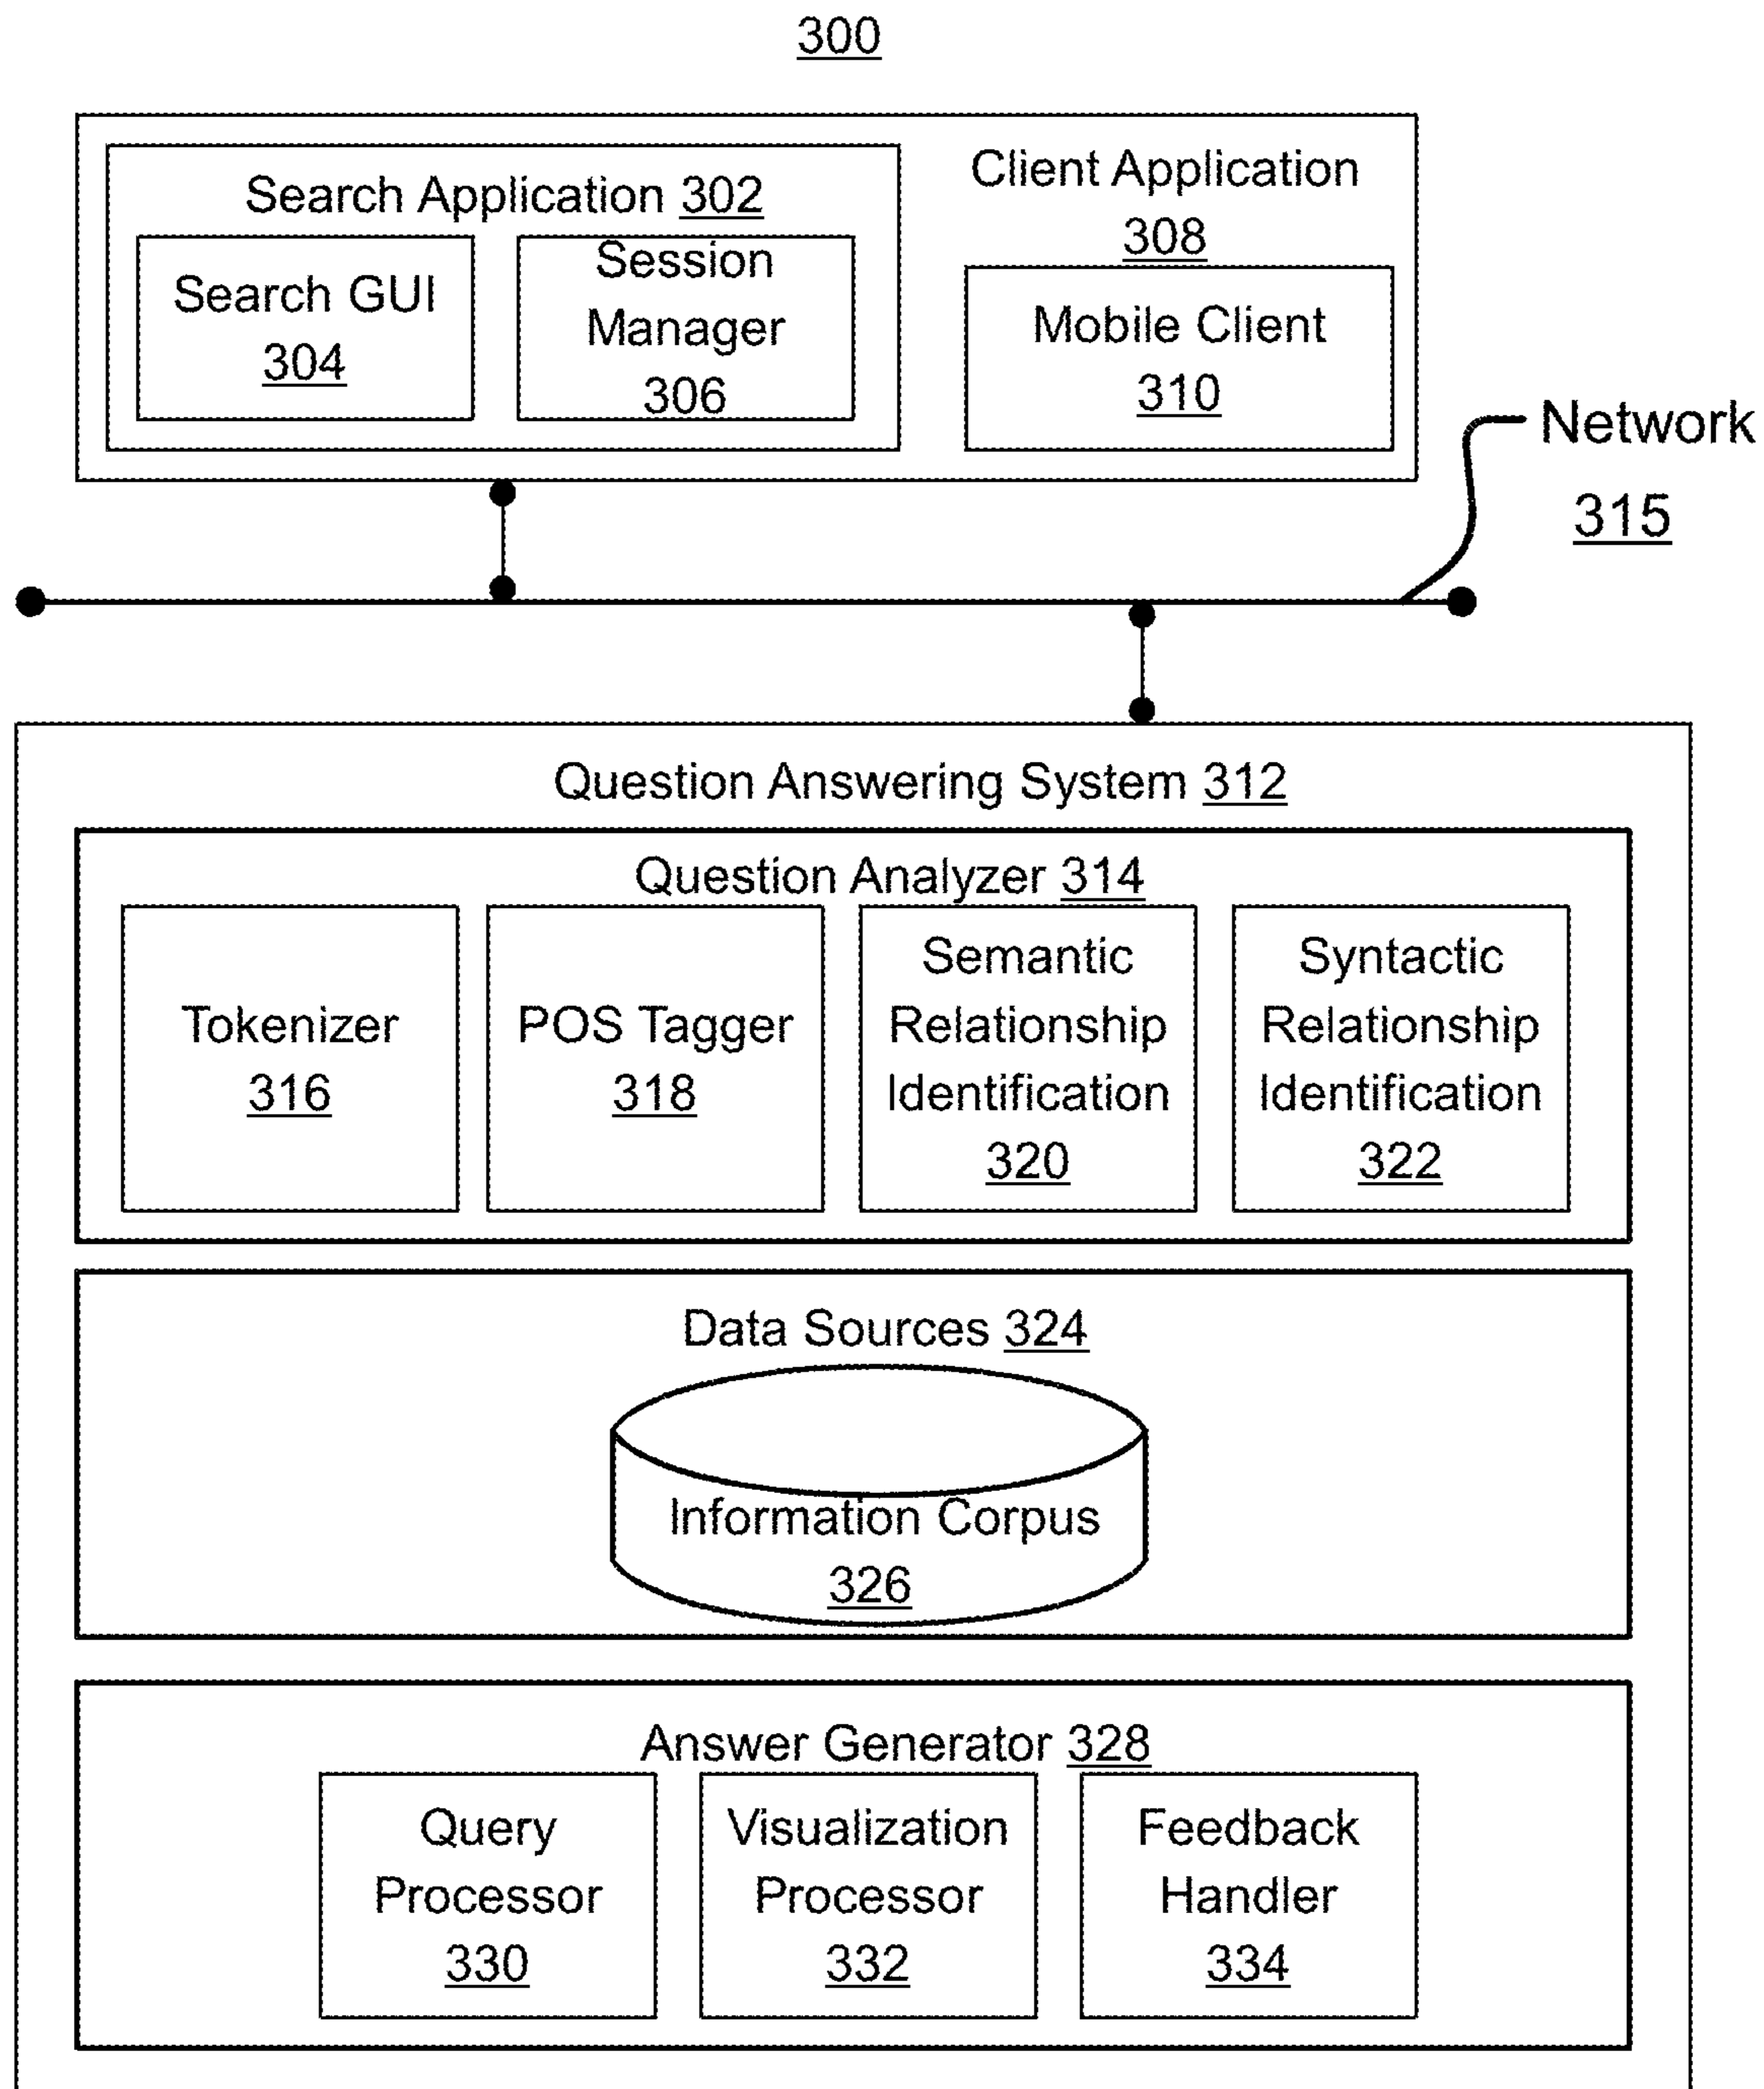 300
Search Application 302
Client Application
308
Search GUI
304
Session
Manager
306
Mobile Client
310
Network
315
Question Answering System 312
Question Analyzer 314
Tokenizer
316
POS Tagger
318
Semantic
Relationship
Identification
320
Syntactic
Relationship
Identification
322
Data Sources 324
Information Corpus
326
Answer Generator 328
Query
Processor
330
Visualization
Processor
332
Feedback
Handler
334